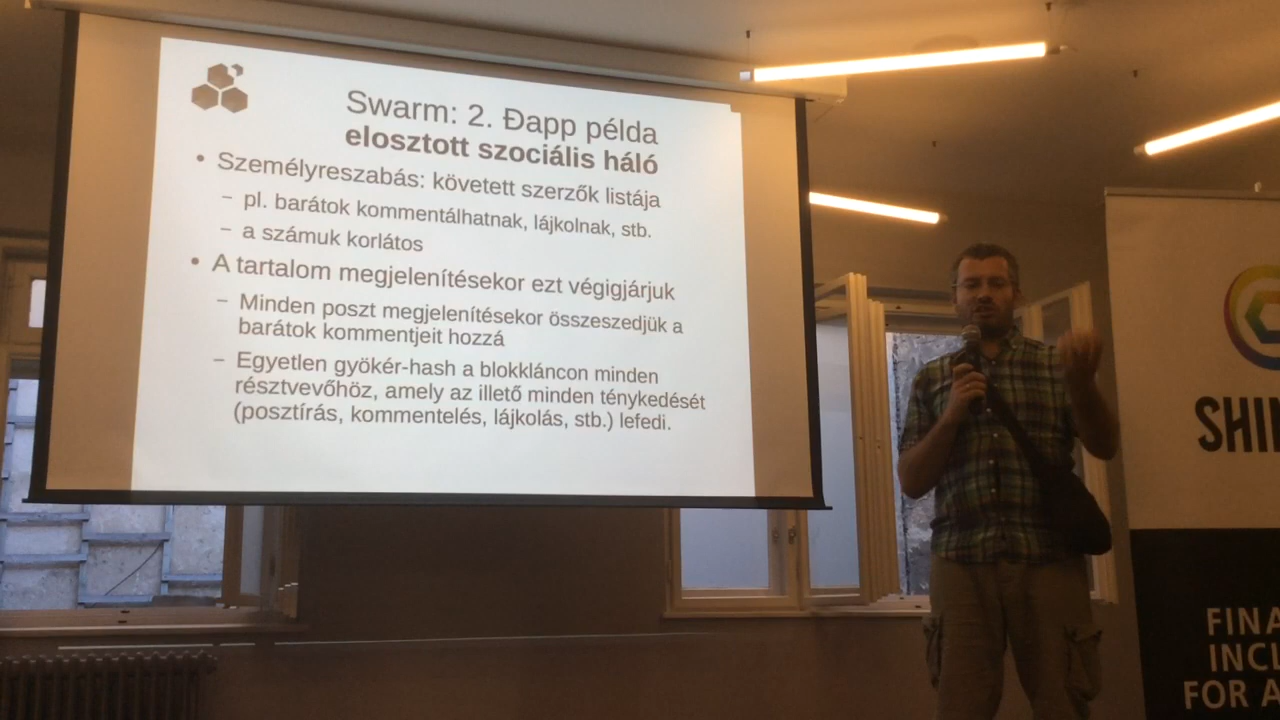 Swarm: 2. Đapp példa
elosztott szociális háló
• Személyreszabás: követett szerzők listája
– pl. barátok kommentálhatnak, lájkolnak, stb.
– a számuk korlátos
• A tartalom megjelenítésekor ezt végigjárjuk
– Minden poszt megjelenítésekor összeszedjük a
barátok kommentjeit hozzá
– Egyetlen gyökér-hash a blokkláncon minden
résztvevőhöz, amely az illető minden ténykedését
(posztírás, kommentelés, lájkolás, stb.) lefedi.
FINA
INCL
FOR A